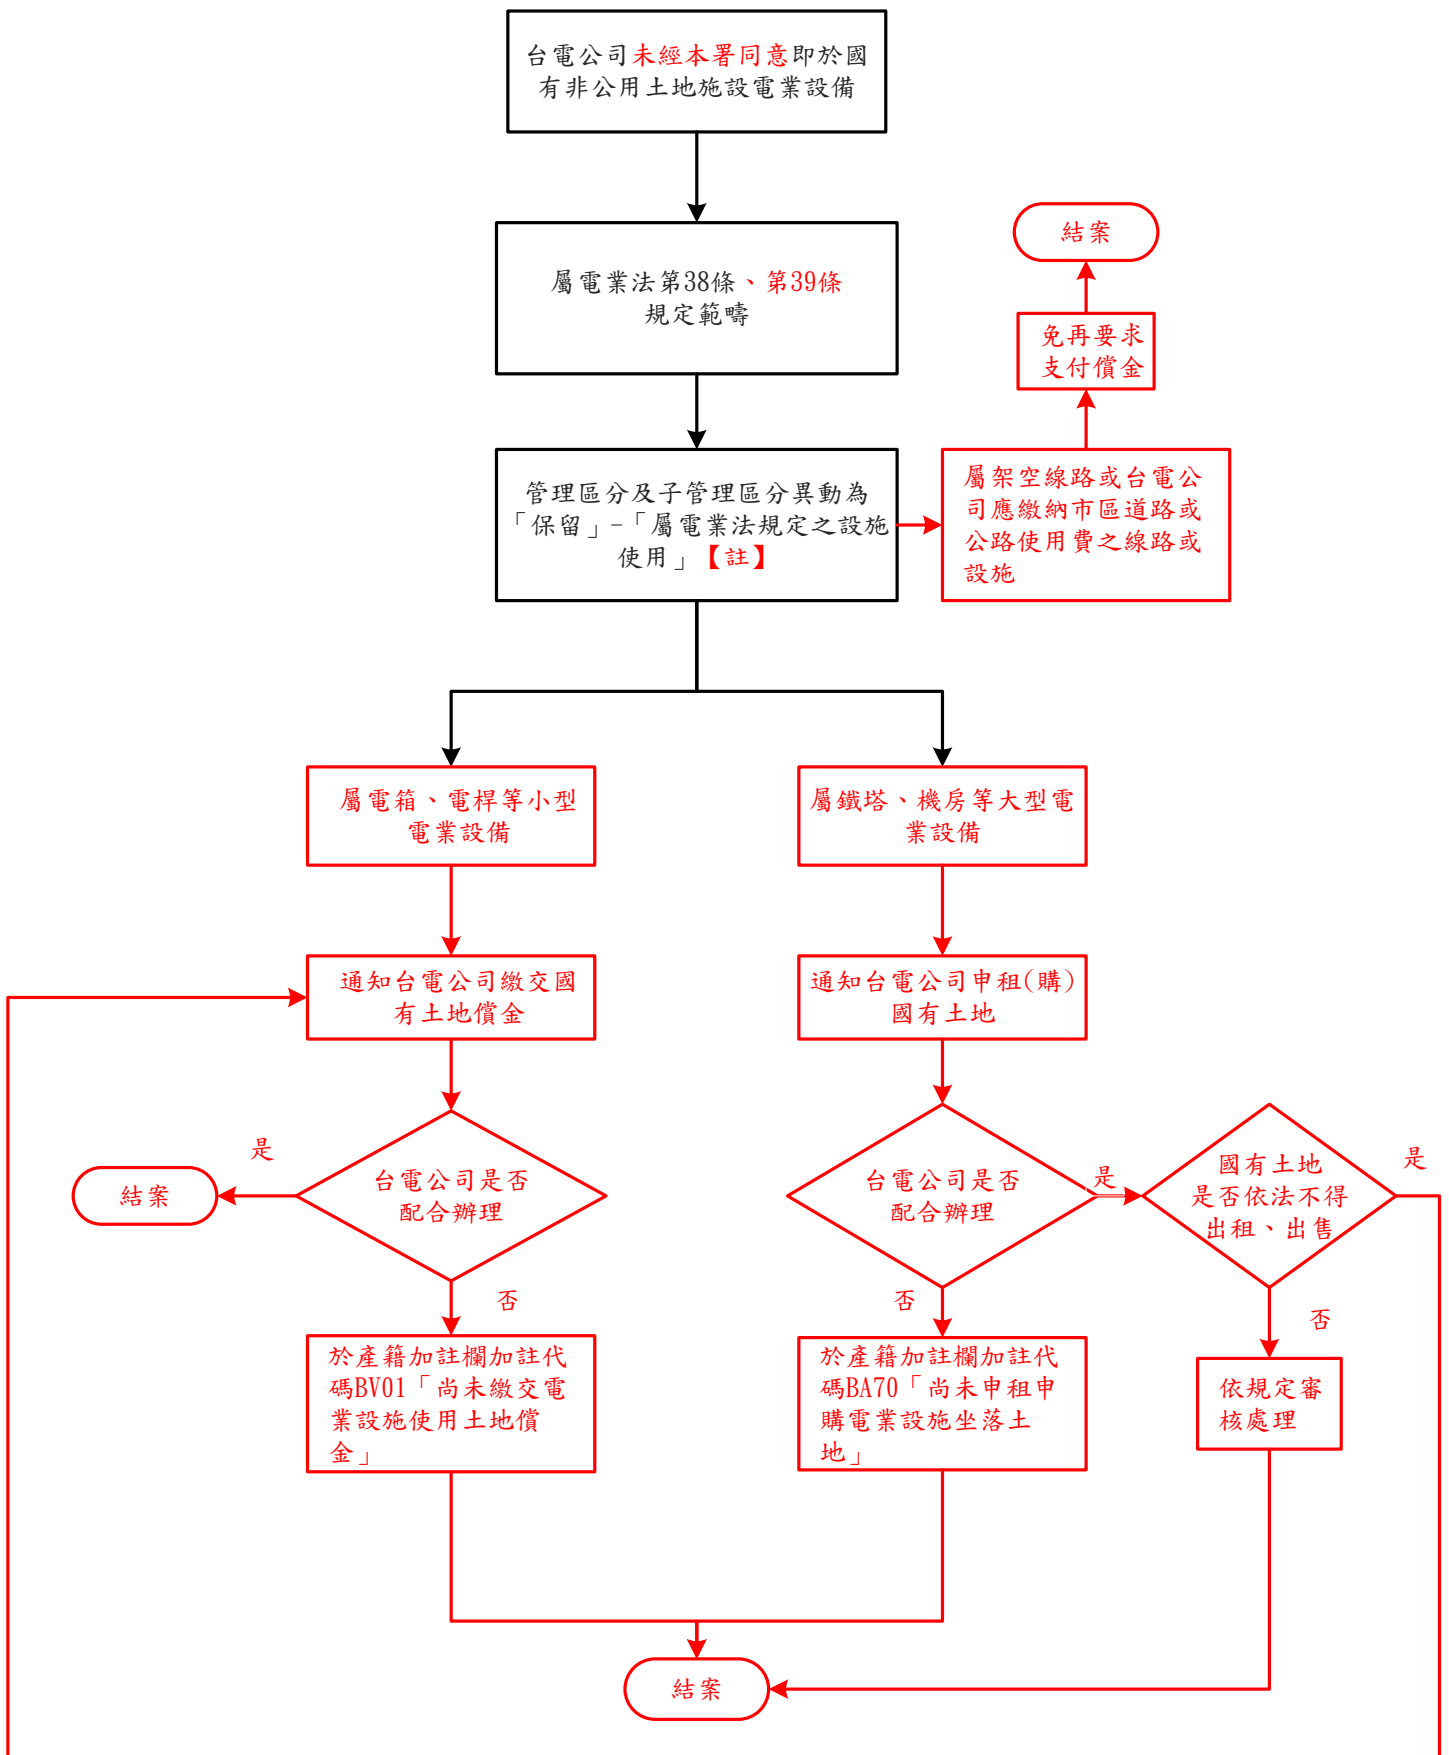 台電公司未經本署同意即於國
有非公用土地施設電業設備
屬電業法第38條、第39條
規定範疇
結案
免再要求
支付償金
管理區分及子管理區分異動為
「保留」-「屬電業法規定之設施
使用」【註】
屬架空線路或台電公
司應繳納市區道路或
公路使用費之線路或
設施
屬電箱、電桿等小型
電業設備
屬鐵塔、機房等大型電
業設備
通知台電公司繳交國
有土地償金
通知台電公司申租(購)
國有土地
是
結案
台電公司是否
配合辦理
否
台電公司是否
配合辦理
是
否
國有土地
是否依法不得
出租、出售
是
否
於產籍加註欄加註代
碼BV01「尚未繳交電
業設施使用土地償
金」
於產籍加註欄加註代
碼BA70「尚未申租申
購電業設施坐落土
地」
依規定審
核處理
結案